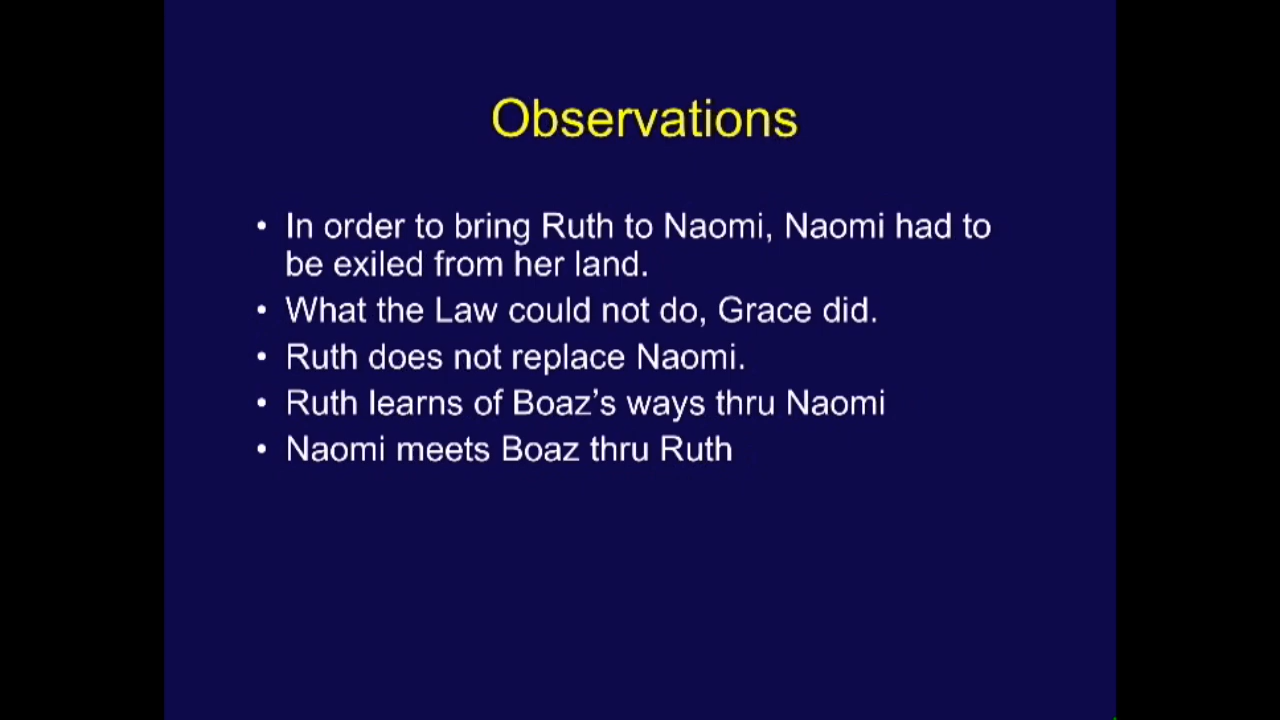 Observations
• In order to bring Ruth to Naomi, Naomi had to
be exiled from her land.
• What the Law could not do, Grace did.
• Ruth does not replace Naomi.
• Ruth learns of Boaz’s ways thru Naomi
• Naomi meets Boaz thru Ruth